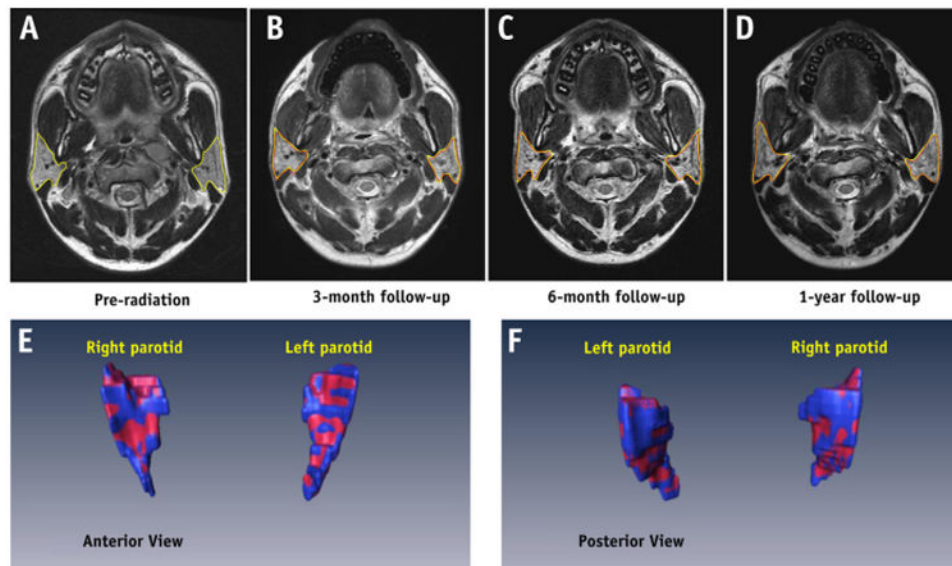 A
B
C
D
Pre-radiation
3-month follow-up
6-month follow-up
1-year follow-up
E
Right parotid
Left parotid
Anterior View
F
Left parotid
Right parotid
Posterior View